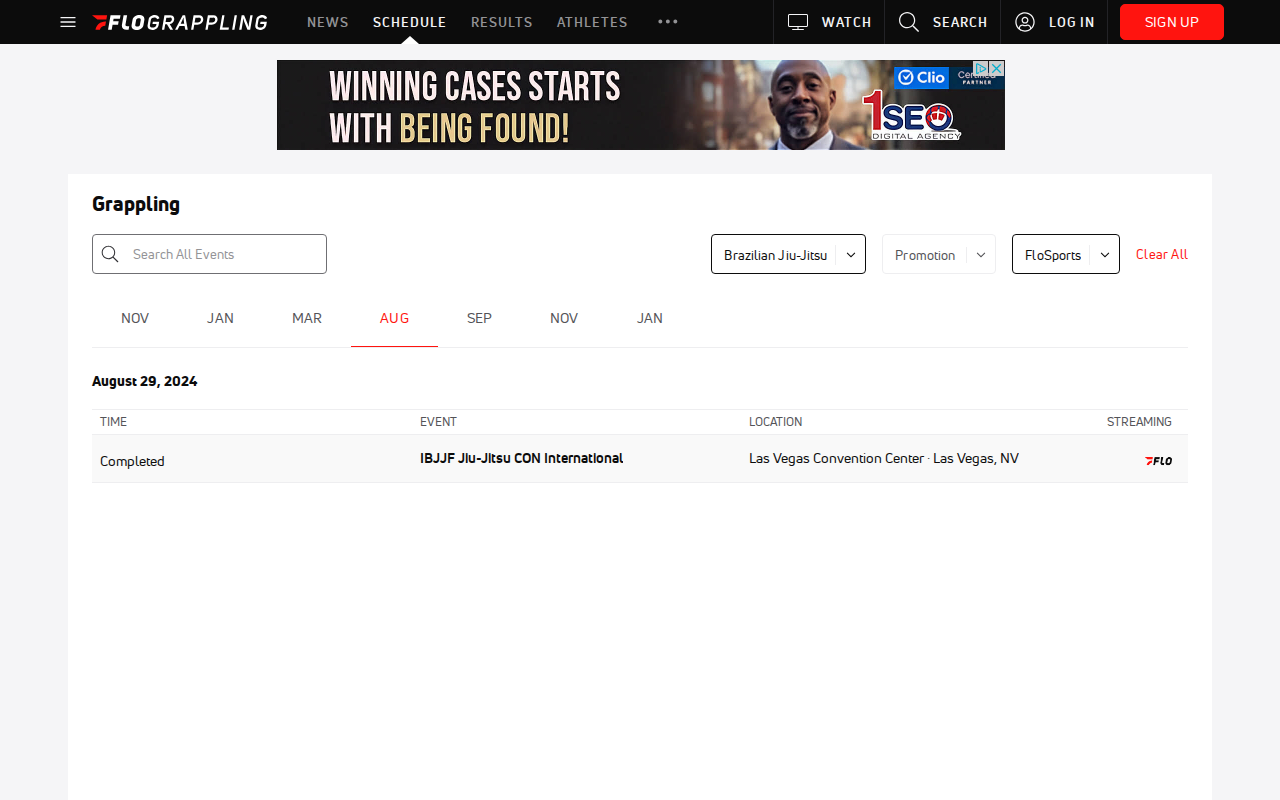 FLOGRAPPLING NEWS SCHEDULE RESULTS ATHLETES ••• WATCH SEARCH LOG IN SIGN UP
WINNING CASES STARTS
WITH BEING FOUND!
Clio Certified PARTNER
1SEO
DIGITAL AGENCY
Grappling
Search All Events
Brazilian Jiu-Jitsu Promotion FloSports Clear All
NOV JAN MAR AUG SEP NOV JAN
August 29, 2024
TIME EVENT LOCATION STREAMING
Completed IBJJF Jiu-Jitsu CON International Las Vegas Convention Center · Las Vegas, NV FLO